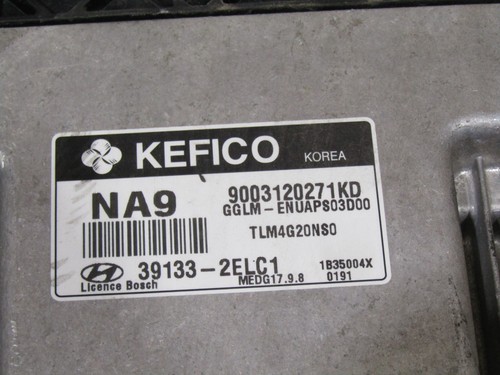 KEFICO KOREA
NA9 9003120271KD
GGLM-ENUAPS03D00
TLM4G20NS0
39133-2ELC1 1B35004X
Licence Bosch MEDG17.9.8 0191